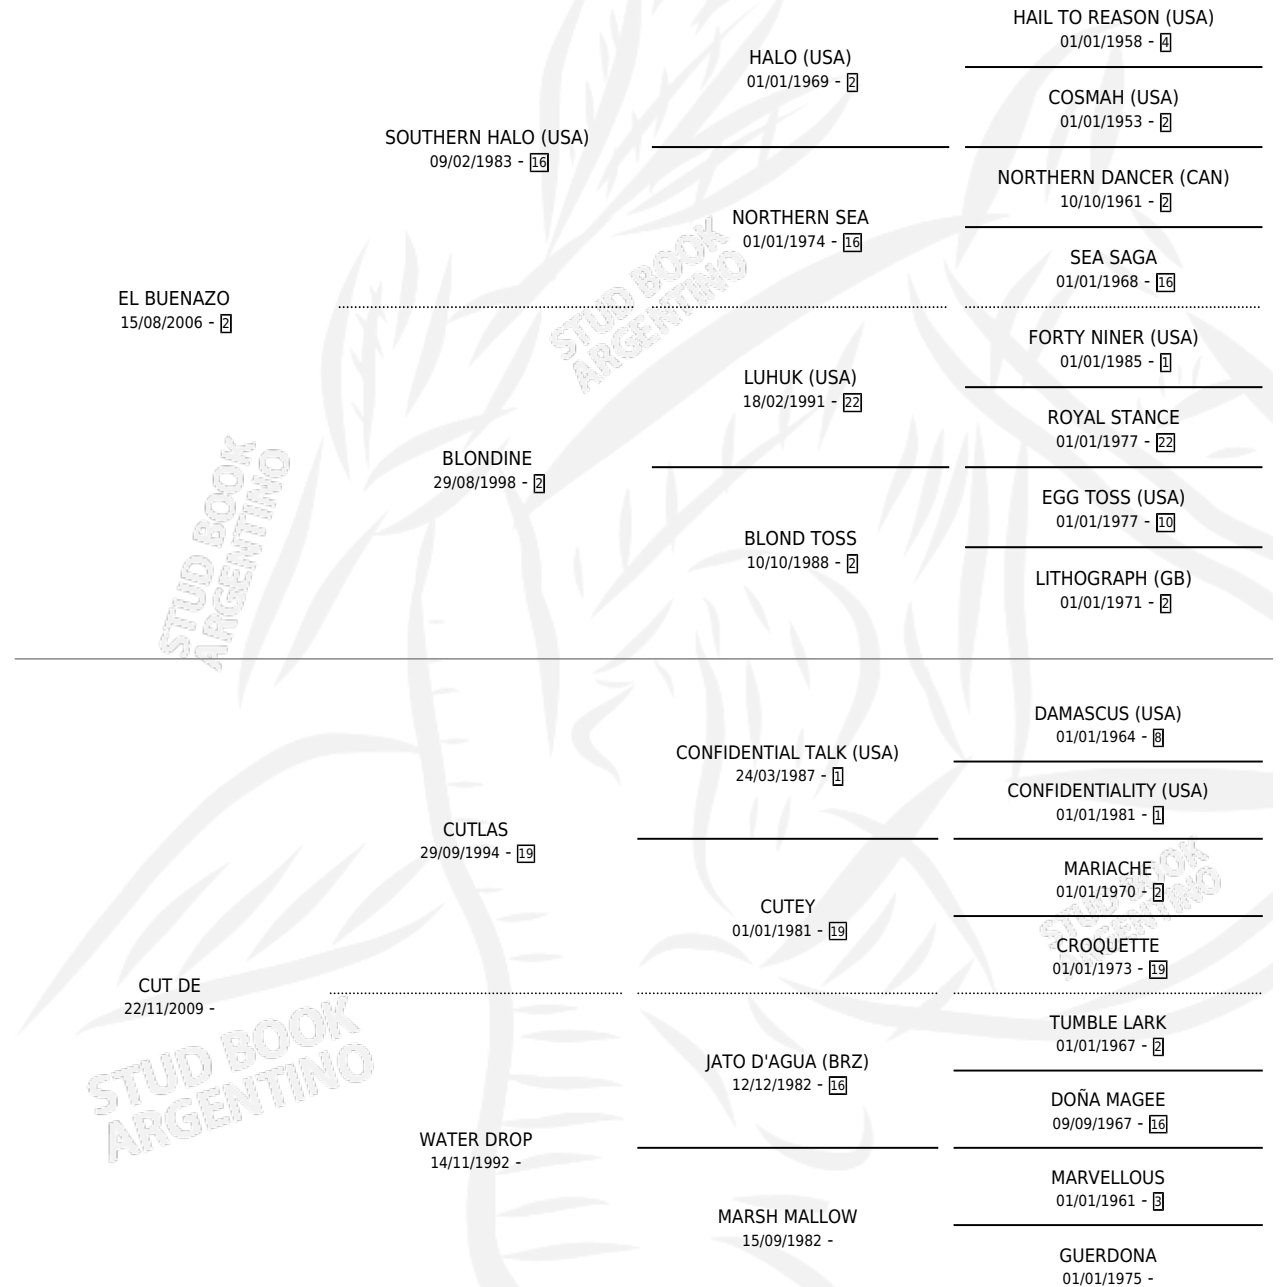 HAIL TO REASON (USA)
01/01/1958 - 4
HALO (USA)
01/01/1969 - 2
COSMAH (USA)
01/01/1953 - 2
SOUTHERN HALO (USA)
09/02/1983 - 16
NORTHERN DANCER (CAN)
10/10/1961 - 2
NORTHERN SEA
01/01/1974 - 16
SEA SAGA
01/01/1968 - 16
EL BUENAZO
15/08/2006 - 2
FORTY NINER (USA)
01/01/1985 - 1
LUHUK (USA)
18/02/1991 - 22
ROYAL STANCE
01/01/1977 - 22
BLONDINE
29/08/1998 - 2
EGG TOSS (USA)
01/01/1977 - 10
BLOND TOSS
10/10/1988 - 2
LITHOGRAPH (GB)
01/01/1971 - 2
DAMASCUS (USA)
01/01/1964 - 8
CONFIDENTIAL TALK (USA)
24/03/1987 - 1
CONFIDENTIALITY (USA)
01/01/1981 - 1
CUTLAS
29/09/1994 - 19
MARIACHE
01/01/1970 - 2
CUTEY
01/01/1981 - 19
CROQUETTE
01/01/1973 - 19
CUT DE
22/11/2009 -
TUMBLE LARK
01/01/1967 - 2
JATO D'AGUA (BRZ)
12/12/1982 - 16
DOÑA MAGEE
09/09/1967 - 16
WATER DROP
14/11/1992 -
MARVELLOUS
01/01/1961 - 3
MARSH MALLOW
15/09/1982 -
GUERDONA
01/01/1975 -
STUD BOOK
ARGENTINO
STUD BOOK
ARGENTINO
STUD BOOK
ARGENTINO
STUD BOOK
ARGENTINO